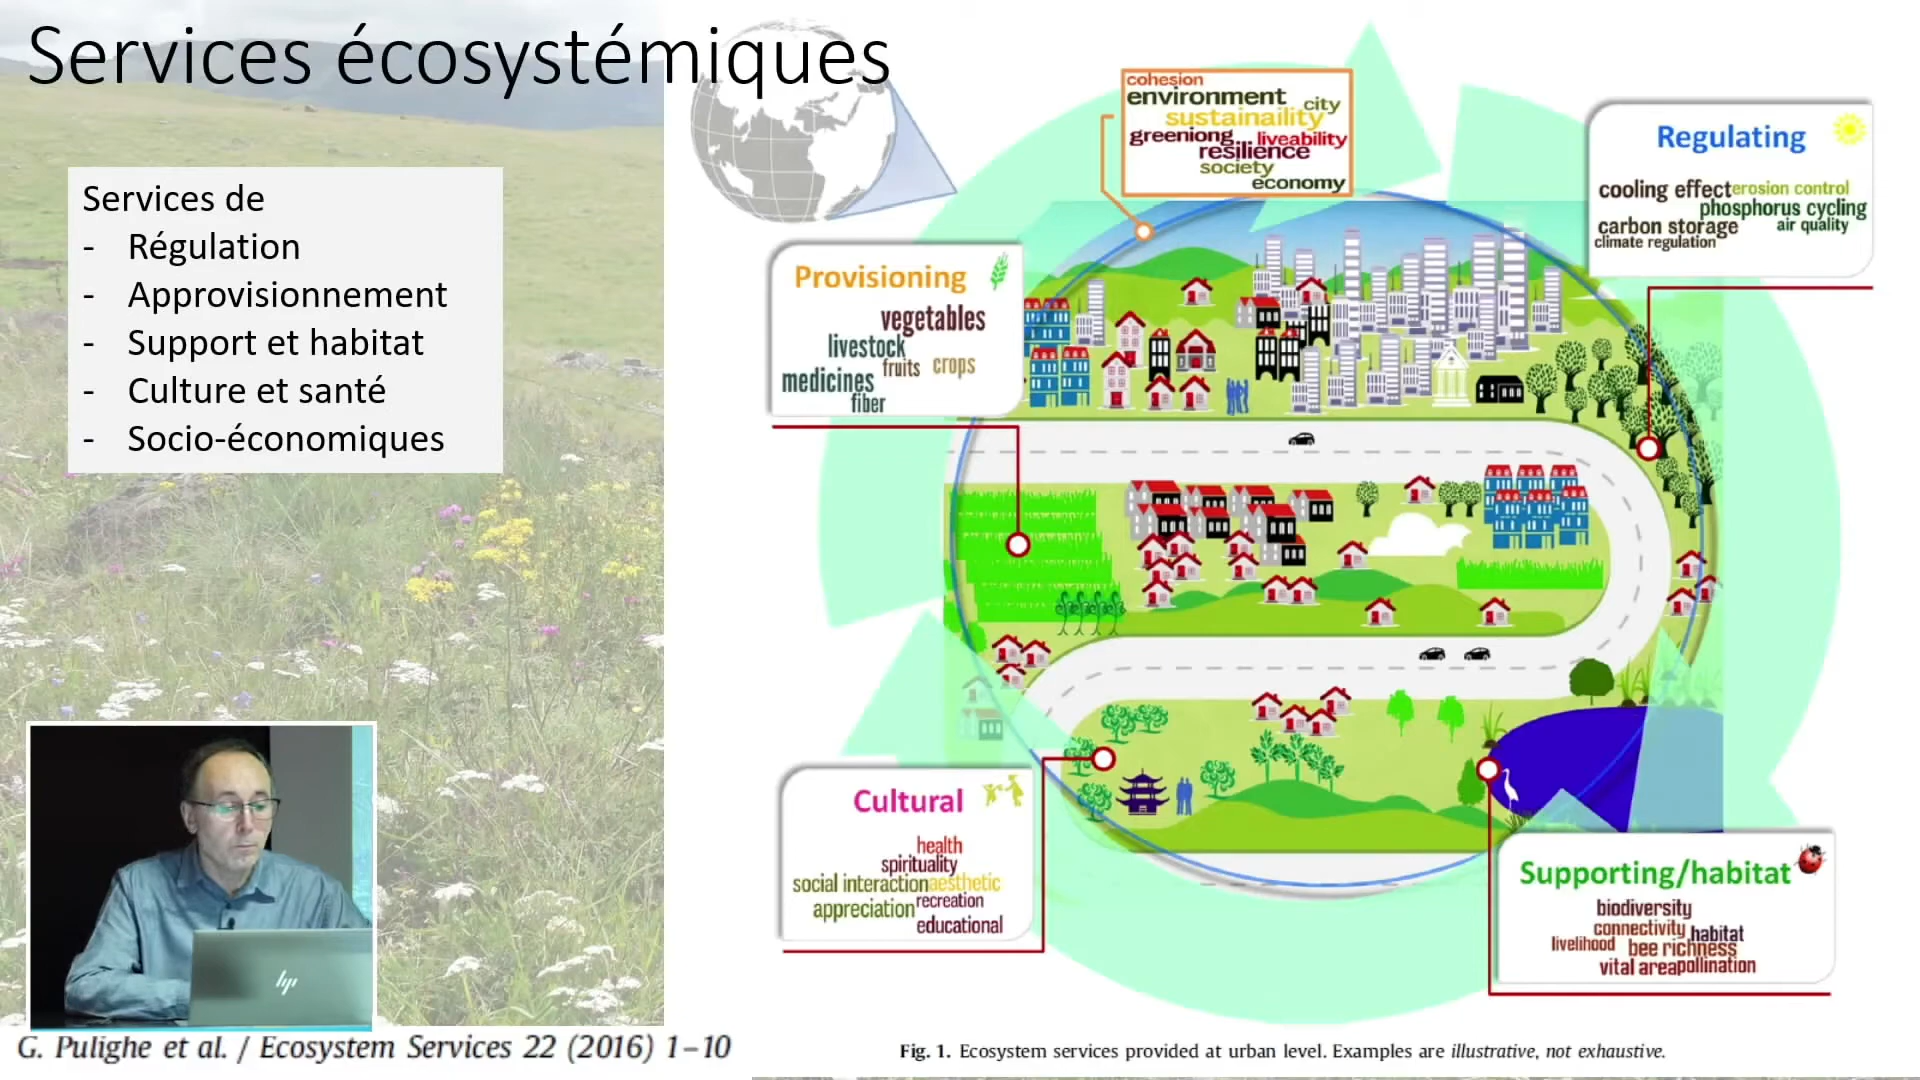 Services écosystémiques
Services de
- Régulation
- Approvisionnement
- Support et habitat
- Culture et santé
- Socio-économiques
cohesion
environment city
sustainaility
greeniong liveability
resilience
society
economy
Regulating
cooling effect erosion control
phosphorus cycling
carbon storage air quality
climate regulation
Provisioning
vegetables
livestock
fruits crops
medicines
fiber
Cultural
health
spirituality
social interaction aesthetic
appreciation recreation
educational
Supporting/habitat
biodiversity
connectivity habitat
livelihood bee richness
vital area pollination
hp
G. Pulighe et al. / Ecosystem Services 22 (2016) 1–10
Fig. 1. Ecosystem services provided at urban level. Examples are illustrative, not exhaustive.